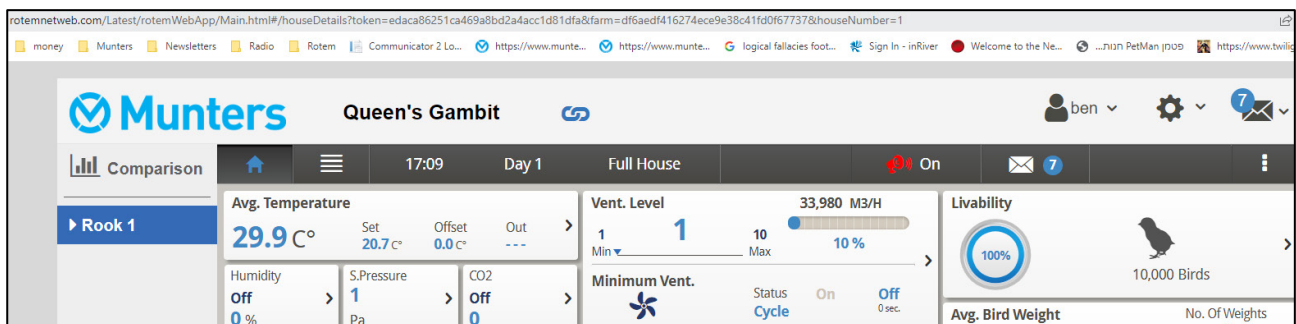 rotemnetweb.com/Latest/rotemWebApp/Main.html#/houseDetails?token=edaca86251ca469a8bd2a4acc1d81dfa&farm=df6aedf416274ece9e38c41fd0f67737&houseNumber=1
money Munters Newsletters Radio Rotem Communicator 2 Lo... https://www.munte... https://www.munte... logical fallacies foot... Sign In - inRiver Welcome to the Ne... פטמן PetMan חנות... https://www.twilig
Munters Queen's Gambit ben 7
Comparison 17:09 Day 1 Full House On 7
Rook 1
Avg. Temperature
29.9 C°
Set Offset Out
20.7 C° 0.0 C° ---
Humidity
Off
0 %
S.Pressure
1
Pa
CO2
Off
0
Vent. Level 33,980 M3/H
1 1 10
Min Max 10 %
Minimum Vent.
Status On Off
Cycle 0 sec.
Livability
100%
10,000 Birds
Avg. Bird Weight No. Of Weights